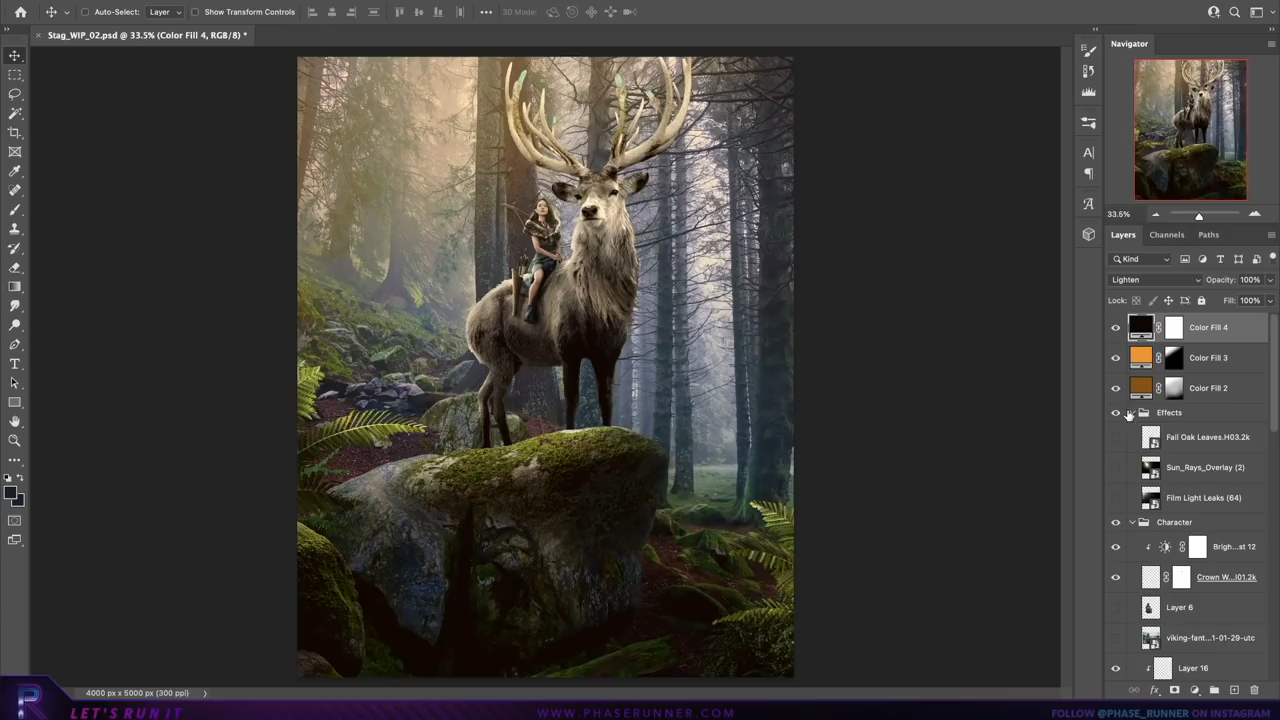 Auto-Select: Layer Show Transform Controls 3D Mode:
Stag_WIP_02.psd @ 33.5% (Color Fill 4, RGB/8) *
Navigator
33.5%
Layers Channels Paths
Kind
Lighten Opacity: 100%
Lock: Fill: 100%
Color Fill 4
Color Fill 3
Color Fill 2
Effects
Fall Oak Leaves.H03.2k
Sun_Rays_Overlay (2)
Film Light Leaks (64)
Character
Brigh...st 12
Crown W...l01.2k
Layer 6
viking-fant...1-01-29-utc
Layer 16
4000 px x 5000 px (300 ppi)
LET'S RUN IT
WWW.PHASERUNNER.COM
FOLLOW @PHASE_RUNNER ON INSTAGRAM